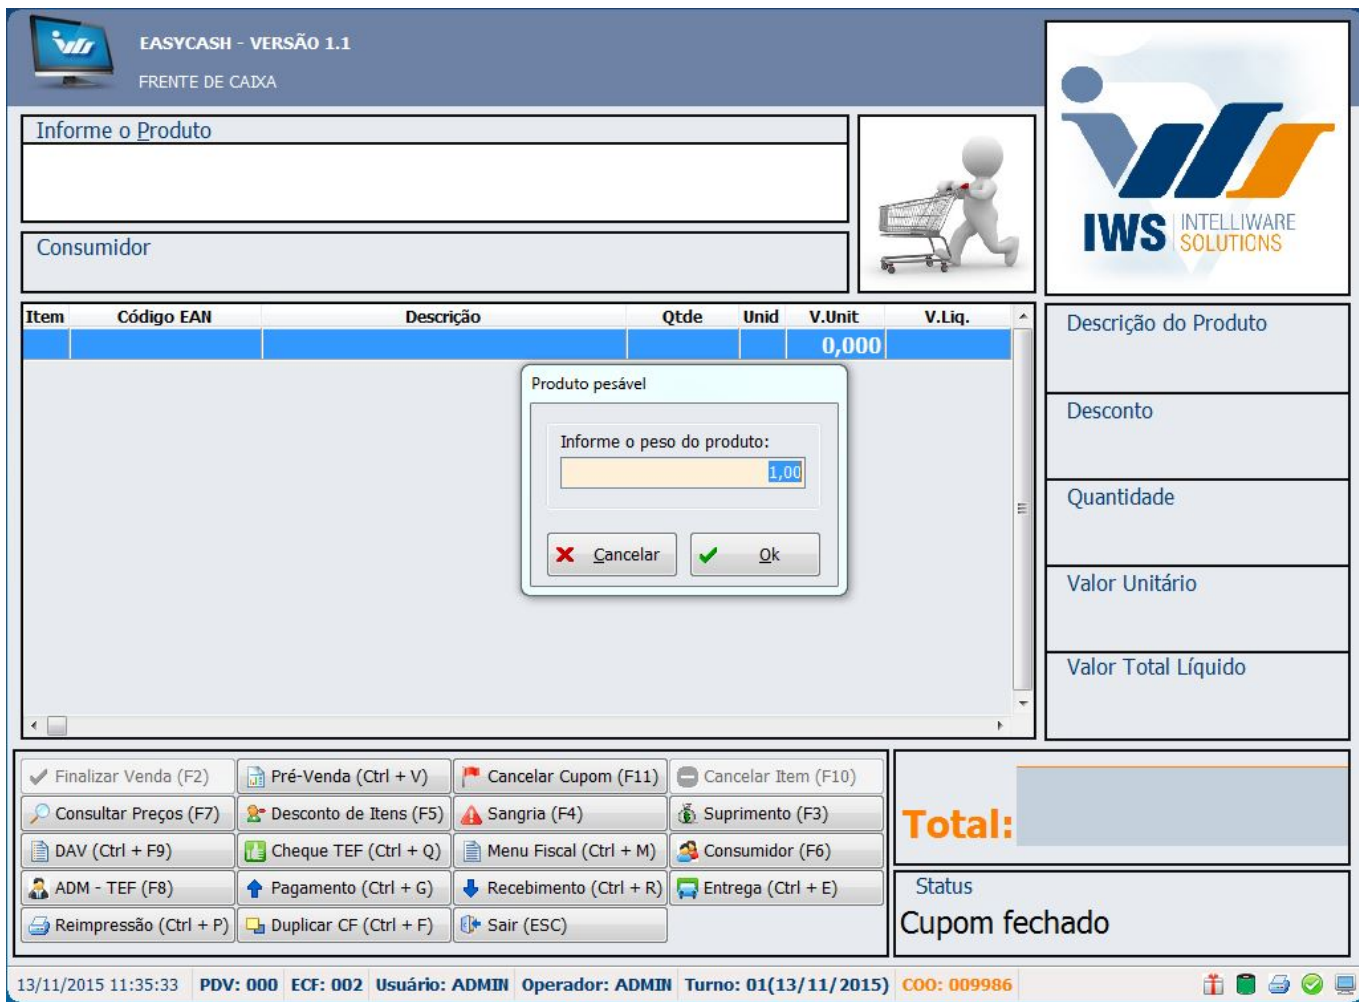 EASYCASH - VERSÃO 1.1
FRENTE DE CAIXA
Informe o Produto
Consumidor
IWS INTELLIWARE
SOLUTIONS
Item Código EAN Descrição Qtde Unid V.Unit V.Liq.
0,000
Produto pesável
Informe o peso do produto:
1,00
Cancelar Ok
Descrição do Produto
Desconto
Quantidade
Valor Unitário
Valor Total Líquido
Finalizar Venda (F2) Pré-Venda (Ctrl + V) Cancelar Cupom (F11) Cancelar Item (F10)
Consultar Preços (F7) Desconto de Itens (F5) Sangria (F4) Suprimento (F3)
DAV (Ctrl + F9) Cheque TEF (Ctrl + Q) Menu Fiscal (Ctrl + M) Consumidor (F6)
ADM - TEF (F8) Pagamento (Ctrl + G) Recebimento (Ctrl + R) Entrega (Ctrl + E)
Reimpressão (Ctrl + P) Duplicar CF (Ctrl + F) Sair (ESC)
Total:
Status
Cupom fechado
13/11/2015 11:35:33 PDV: 000 ECF: 002 Usuário: ADMIN Operador: ADMIN Turno: 01(13/11/2015) COO: 009986